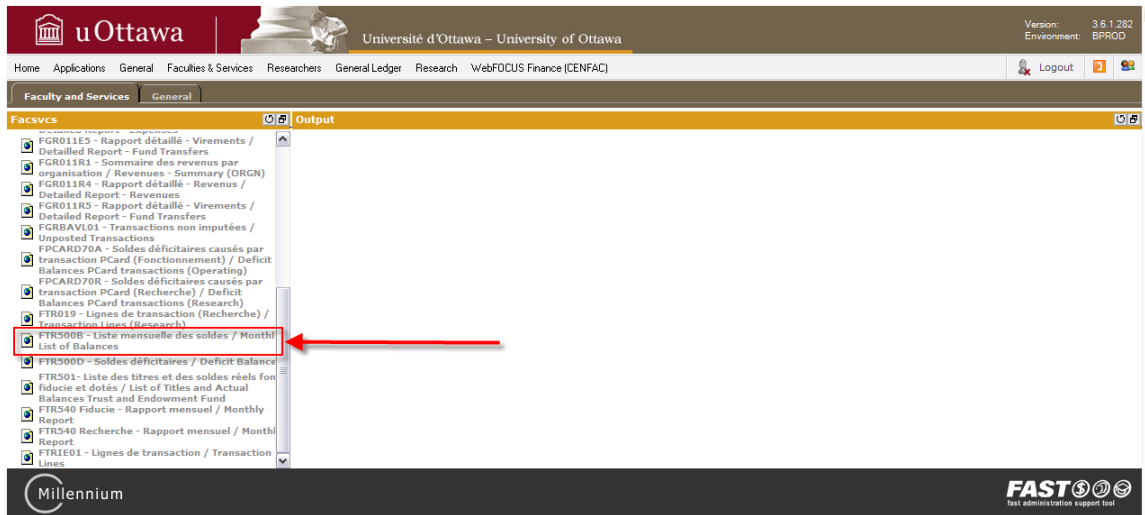 uOttawa
Université d'Ottawa – University of Ottawa
Version: 3.6.1.282
Environment: BPROD
Home Applications General Faculties & Services Researchers General Ledger Research WebFOCUS Finance (CENFAC) Logout
Faculty and Services General
Facsvcs Output
Detailed Report - Expenses
FGR011E5 - Rapport détaillé - Virements /
Detailled Report - Fund Transfers
FGR011R1 - Sommaire des revenus par
organisation / Revenues - Summary (ORGN)
FGR011R4 - Rapport détaillé - Revenus /
Detailed Report - Revenues
FGR011R5 - Rapport détaillé - Virements /
Detailed Report - Fund Transfers
FGRBAVL01 - Transactions non imputées /
Unposted Transactions
FPCARD70A - Soldes déficitaires causés par
transaction PCard (Fonctionnement) / Deficit
Balances PCard transactions (Operating)
FPCARD70R - Soldes déficitaires causés par
transaction PCard (Recherche) / Deficit
Balances PCard transactions (Research)
FTR019 - Lignes de transaction (Recherche) /
Transaction Lines (Research)
FTR500B - Liste mensuelle des soldes / Monthl
List of Balances
FTR500D - Soldes déficitaires / Deficit Balance
FTR501- Liste des titres et des soldes réels fon
fiducie et dotés / List of Titles and Actual
Balances Trust and Endowment Fund
FTR540 Fiducie - Rapport mensuel / Monthly
Report
FTR540 Recherche - Rapport mensuel / Monthl
Report
FTRIE01 - Lignes de transaction / Transaction
Lines
Millennium
FAST
fast administration support tool